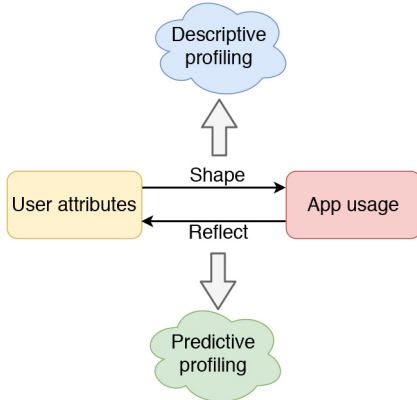 Descriptive
profiling
Shape
User attributes
App usage
Reflect
Predictive
profiling